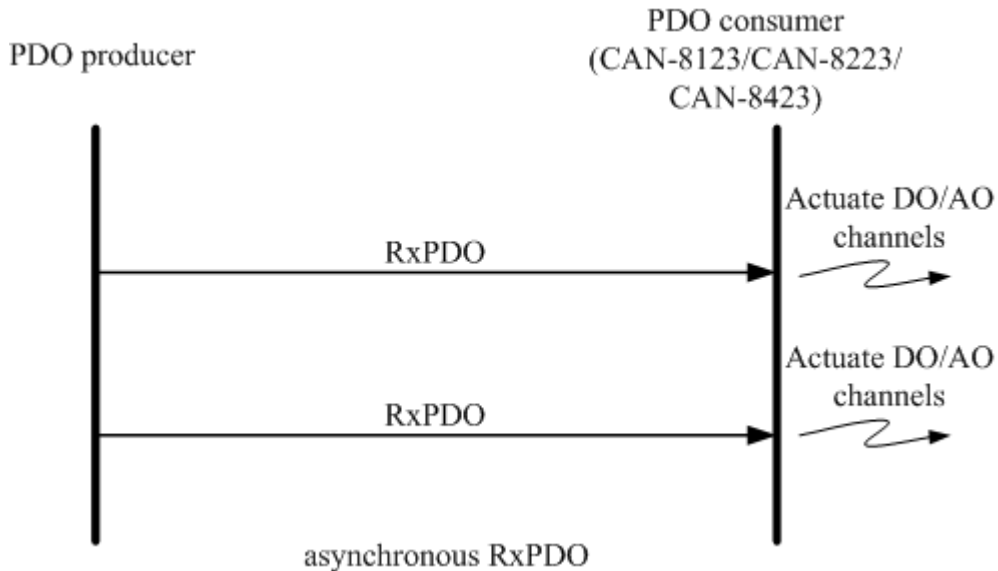 PDO producer
PDO consumer
(CAN-8123/CAN-8223/
CAN-8423)
Actuate DO/AO
channels
RxPDO
Actuate DO/AO
channels
RxPDO
asynchronous RxPDO